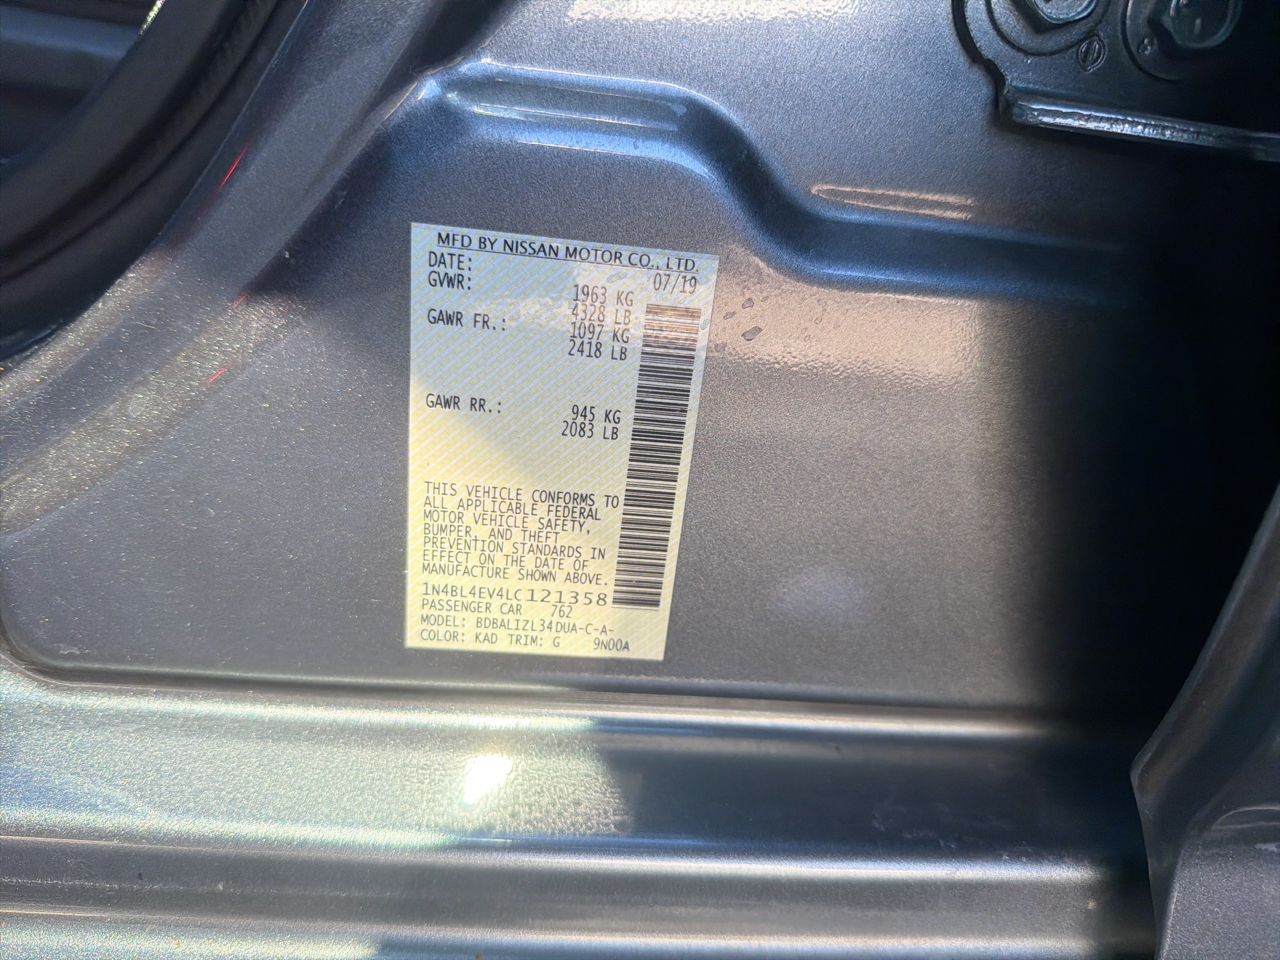 MFD BY NISSAN MOTOR CO., LTD.
DATE: 07/19
GVWR: 1963 KG
4328 LB
GAWR FR.: 1097 KG
2418 LB
GAWR RR.: 945 KG
2083 LB
THIS VEHICLE CONFORMS TO
ALL APPLICABLE FEDERAL
MOTOR VEHICLE SAFETY,
BUMPER, AND THEFT
PREVENTION STANDARDS IN
EFFECT ON THE DATE OF
MANUFACTURE SHOWN ABOVE.
1N4BL4EV4LC121358
PASSENGER CAR 762
MODEL: BDBALIZL34DUA-C-A-
COLOR: KAD TRIM: G 9N00A